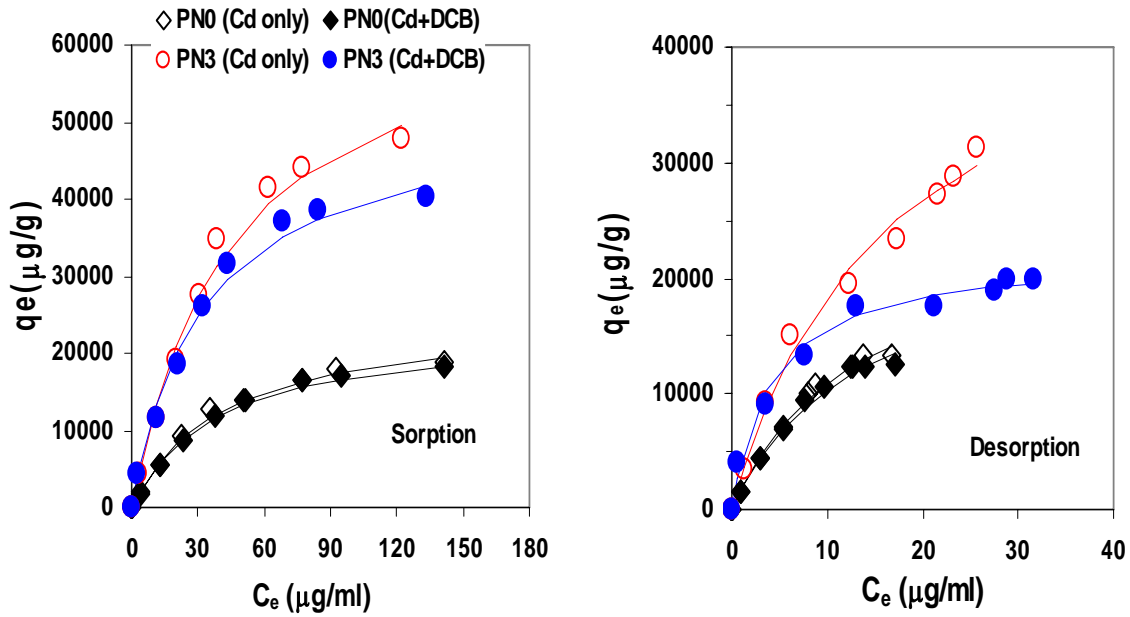 PN0 (Cd only) PN0(Cd+DCB)
PN3 (Cd only) PN3 (Cd+DCB)
60000
50000
40000
30000
20000
10000
0
qe(μg/g)
Sorption
0 30 60 90 120 150 180
Ce (μg/ml)
40000
30000
20000
10000
0
qe(μg/g)
Desorption
0 10 20 30 40
Ce (μg/ml)